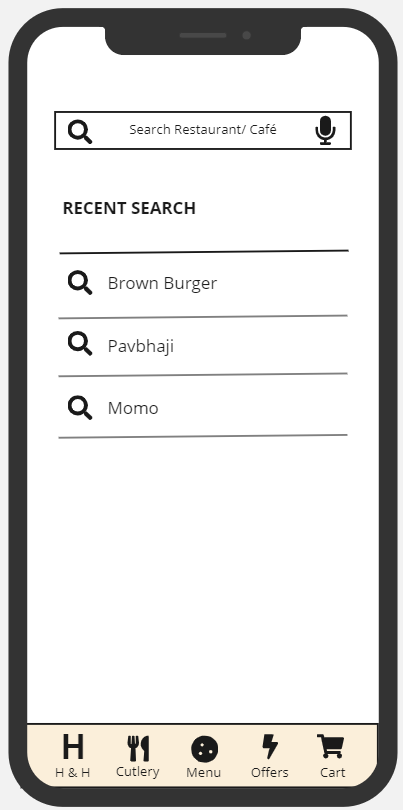 Search Restaurant/ Café
RECENT SEARCH
Brown Burger
Pavbhaji
Momo
H
H & H
Cutlery
Menu
Offers
Cart